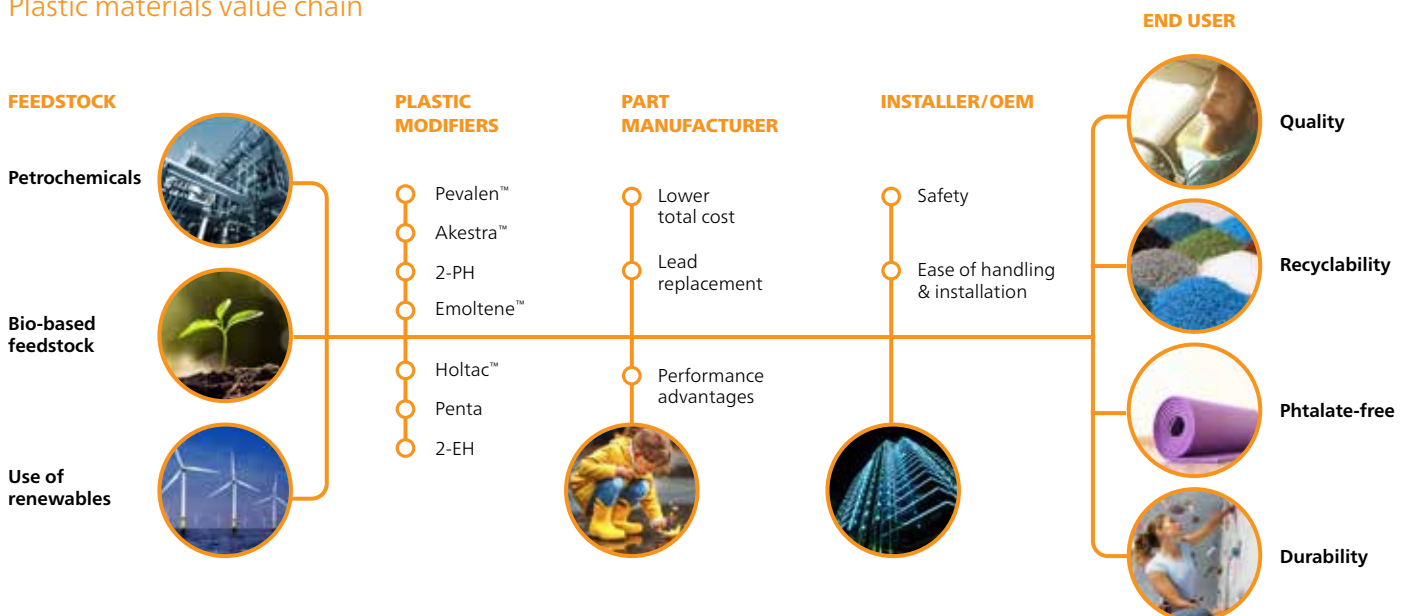 Plastic materials value chain
END USER
FEEDSTOCK
PLASTIC
MODIFIERS
PART
MANUFACTURER
INSTALLER/OEM
Petrochemicals
Bio-based
feedstock
Use of
renewables
Pevalen™
Akestra™
2-PH
Emoltene™
Holtac™
Penta
2-EH
Lower
total cost
Lead
replacement
Performance
advantages
Safety
Ease of handling
& installation
Quality
Recyclability
Phtalate-free
Durability